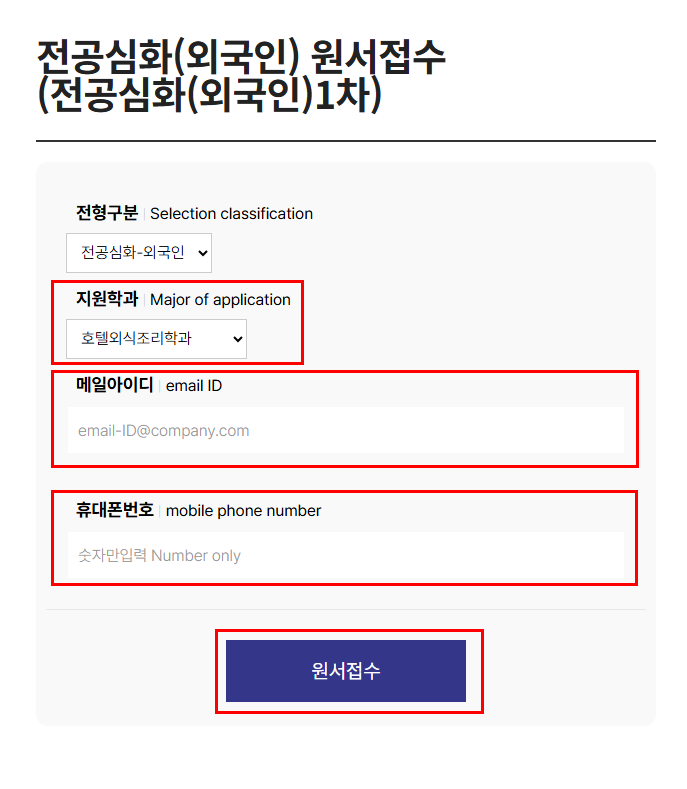 전공심화(외국인) 원서접수
(전공심화(외국인)1차)
전형구분 | Selection classification
전공심화-외국인
지원학과 | Major of application
호텔외식조리학과
메일아이디 | email ID
email-ID@company.com
휴대폰번호 | mobile phone number
숫자만입력 Number only
원서접수